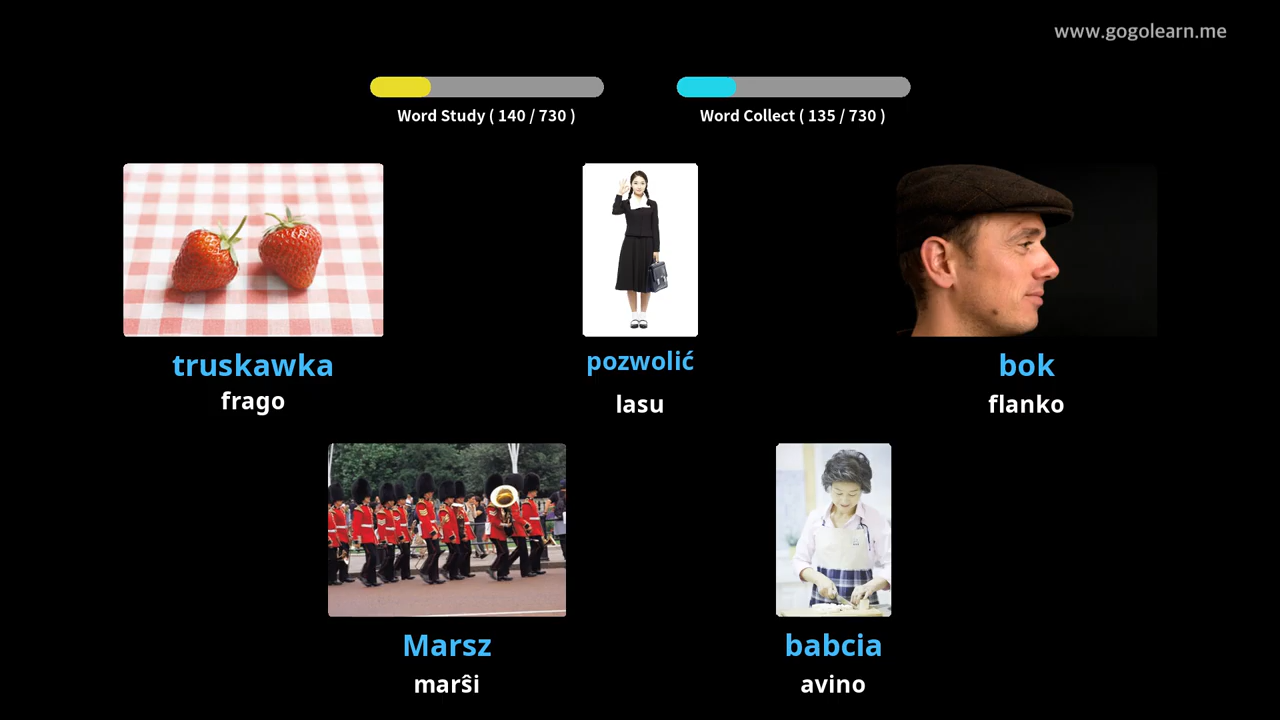 www.gogolearn.me
Word Study ( 140 / 730 )
Word Collect ( 135 / 730 )
truskawka
frago
pozwolić
lasu
bok
flanko
Marsz
marŝi
babcia
avino